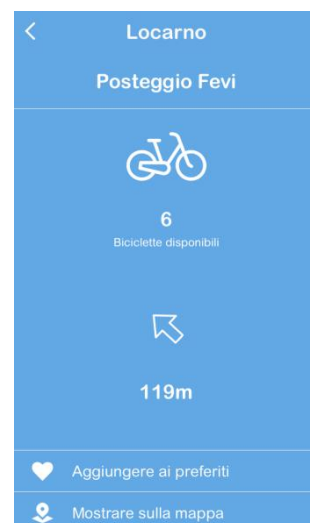 Locarno
Posteggio Fevi
6
Biciclette disponibili
119m
Aggiungere ai preferiti
Mostrare sulla mappa